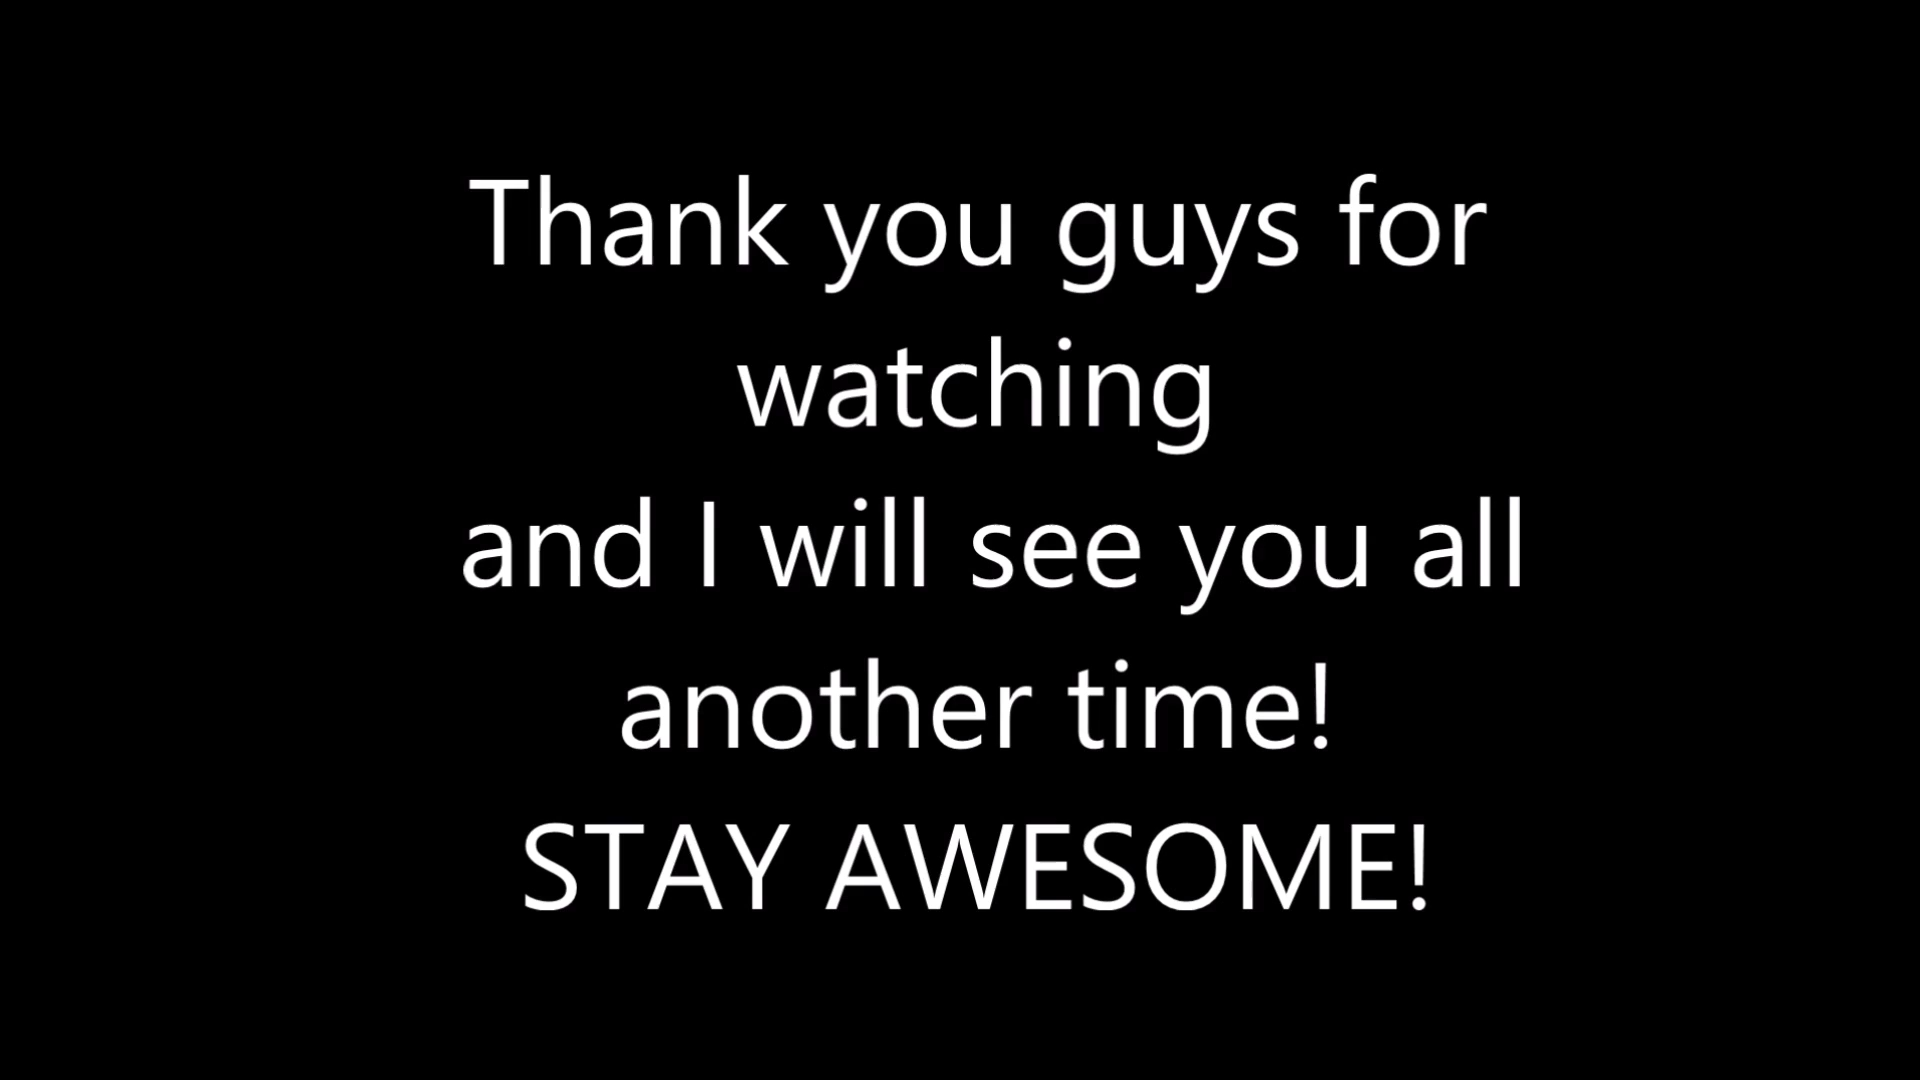 Thank you guys for
watching
and I will see you all
another time!
STAY AWESOME!